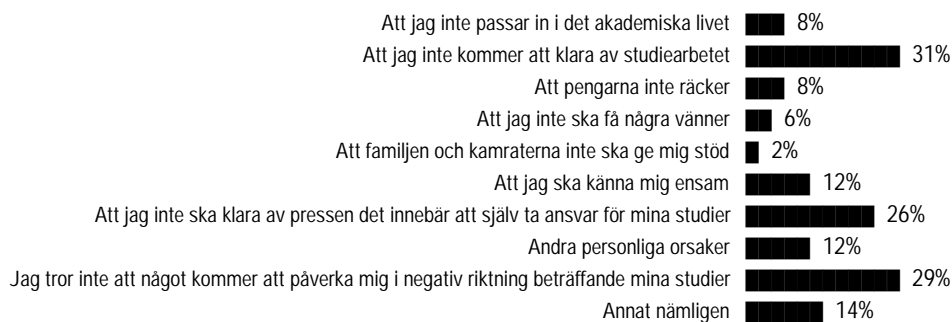 Att jag inte passar in i det akademiska livet 8%
Att jag inte kommer att klara av studiearbetet 31%
Att pengarna inte räcker 8%
Att jag inte ska få några vänner 6%
Att familjen och kamraterna inte ska ge mig stöd 2%
Att jag ska känna mig ensam 12%
Att jag inte ska klara av pressen det innebär att själv ta ansvar för mina studier 26%
Andra personliga orsaker 12%
Jag tror inte att något kommer att påverka mig i negativ riktning beträffande mina studier 29%
Annat nämligen 14%